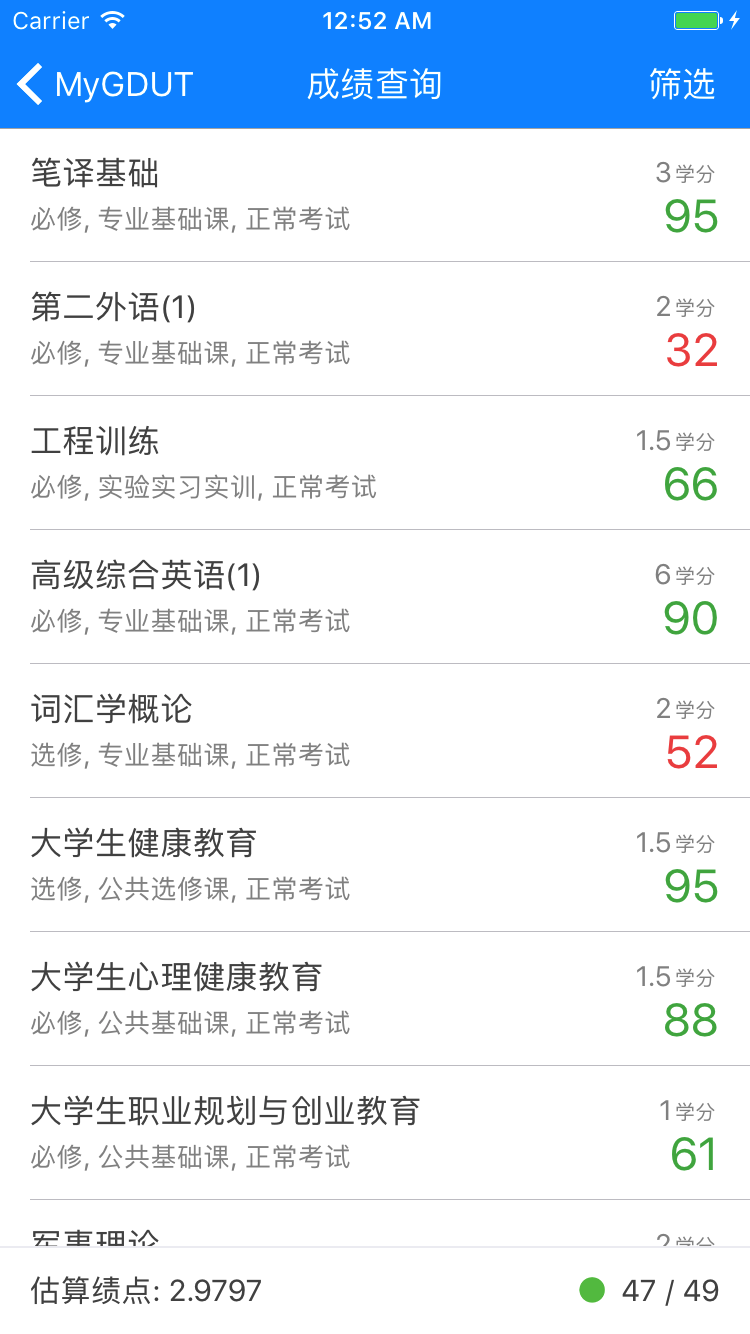 Carrier 12:52 AM
MyGDUT 成绩查询 筛选
笔译基础 3学分
必修, 专业基础课, 正常考试 95
第二外语(1) 2学分
必修, 专业基础课, 正常考试 32
工程训练 1.5学分
必修, 实验实习实训, 正常考试 66
高级综合英语(1) 6学分
必修, 专业基础课, 正常考试 90
词汇学概论 2学分
选修, 专业基础课, 正常考试 52
大学生健康教育 1.5学分
选修, 公共选修课, 正常考试 95
大学生心理健康教育 1.5学分
必修, 公共基础课, 正常考试 88
大学生职业规划与创业教育 1学分
必修, 公共基础课, 正常考试 61
军事理论 2学分
估算绩点: 2.9797 47 / 49